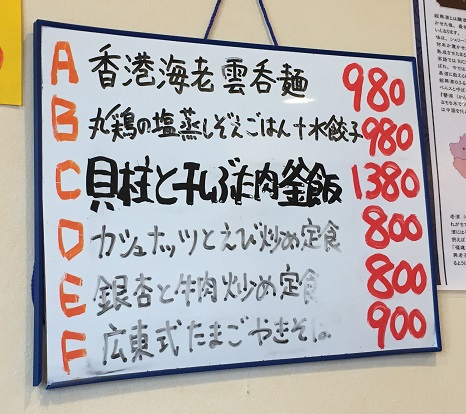 A 香港海老雲呑麺 980
B 丸鶏の塩蒸しぞえごはん+水餃子 980
C 貝柱と干しぶた肉釜飯 1380
D カシューナッツとえび炒め定食 800
E 銀杏と牛肉炒め定食 800
F 広東式たまごやきそば 900